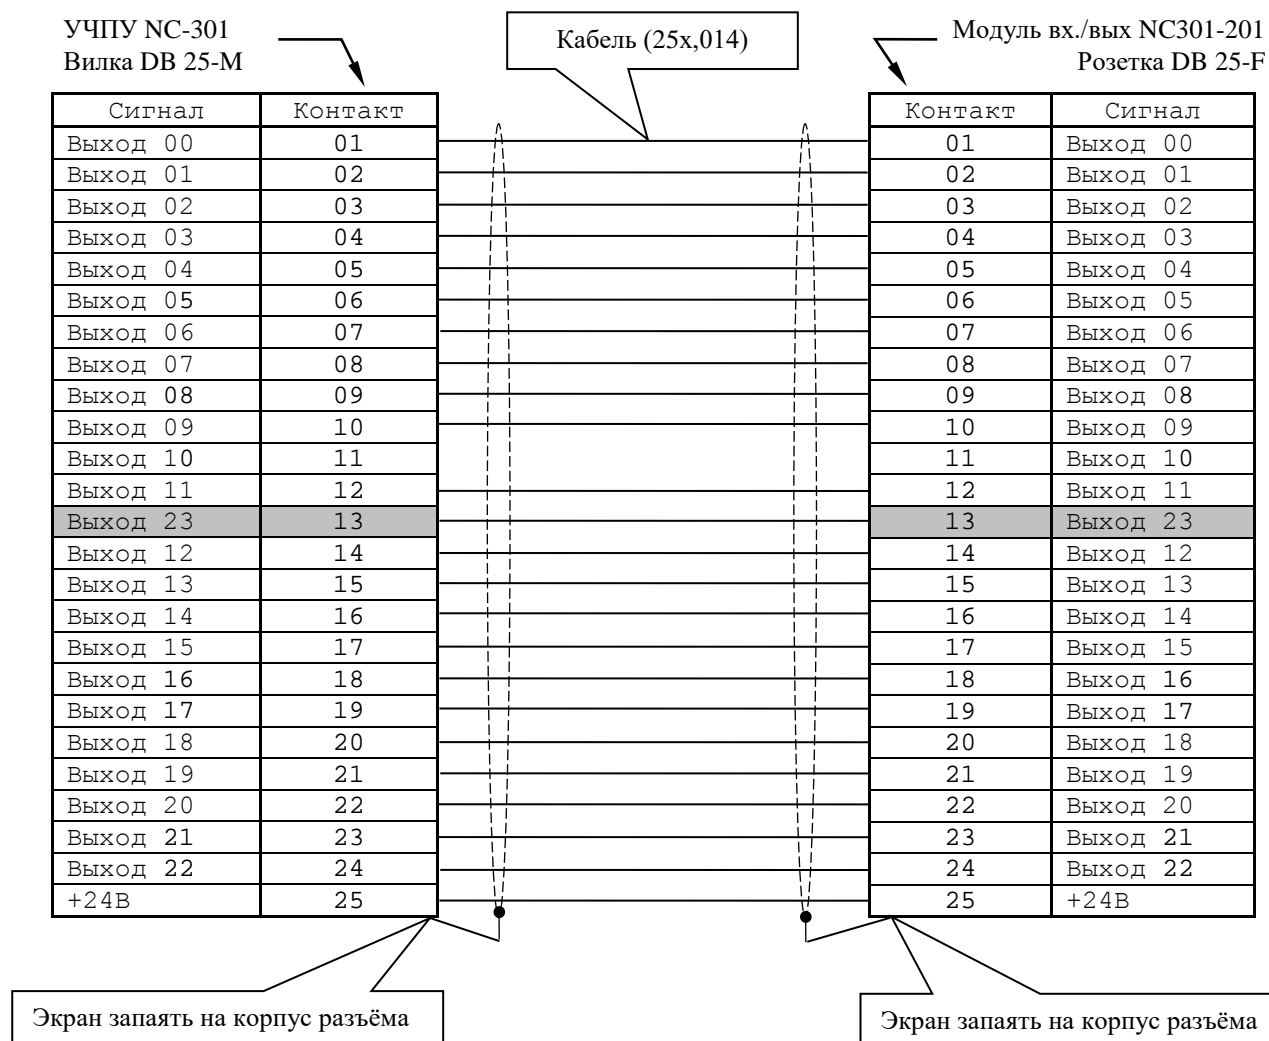 УЧПУ NC-301
Вилка DB 25-M
Кабель (25х,014)
Модуль вх./вых NC301-201
Розетка DB 25-F
Сигнал Контакт Контакт Сигнал
Выход 00 01 01 Выход 00
Выход 01 02 02 Выход 01
Выход 02 03 03 Выход 02
Выход 03 04 04 Выход 03
Выход 04 05 05 Выход 04
Выход 05 06 06 Выход 05
Выход 06 07 07 Выход 06
Выход 07 08 08 Выход 07
Выход 08 09 09 Выход 08
Выход 09 10 10 Выход 09
Выход 10 11 11 Выход 10
Выход 11 12 12 Выход 11
Выход 23 13 13 Выход 23
Выход 12 14 14 Выход 12
Выход 13 15 15 Выход 13
Выход 14 16 16 Выход 14
Выход 15 17 17 Выход 15
Выход 16 18 18 Выход 16
Выход 17 19 19 Выход 17
Выход 18 20 20 Выход 18
Выход 19 21 21 Выход 19
Выход 20 22 22 Выход 20
Выход 21 23 23 Выход 21
Выход 22 24 24 Выход 22
+24В 25 25 +24В
Экран запаять на корпус разъёма
Экран запаять на корпус разъёма